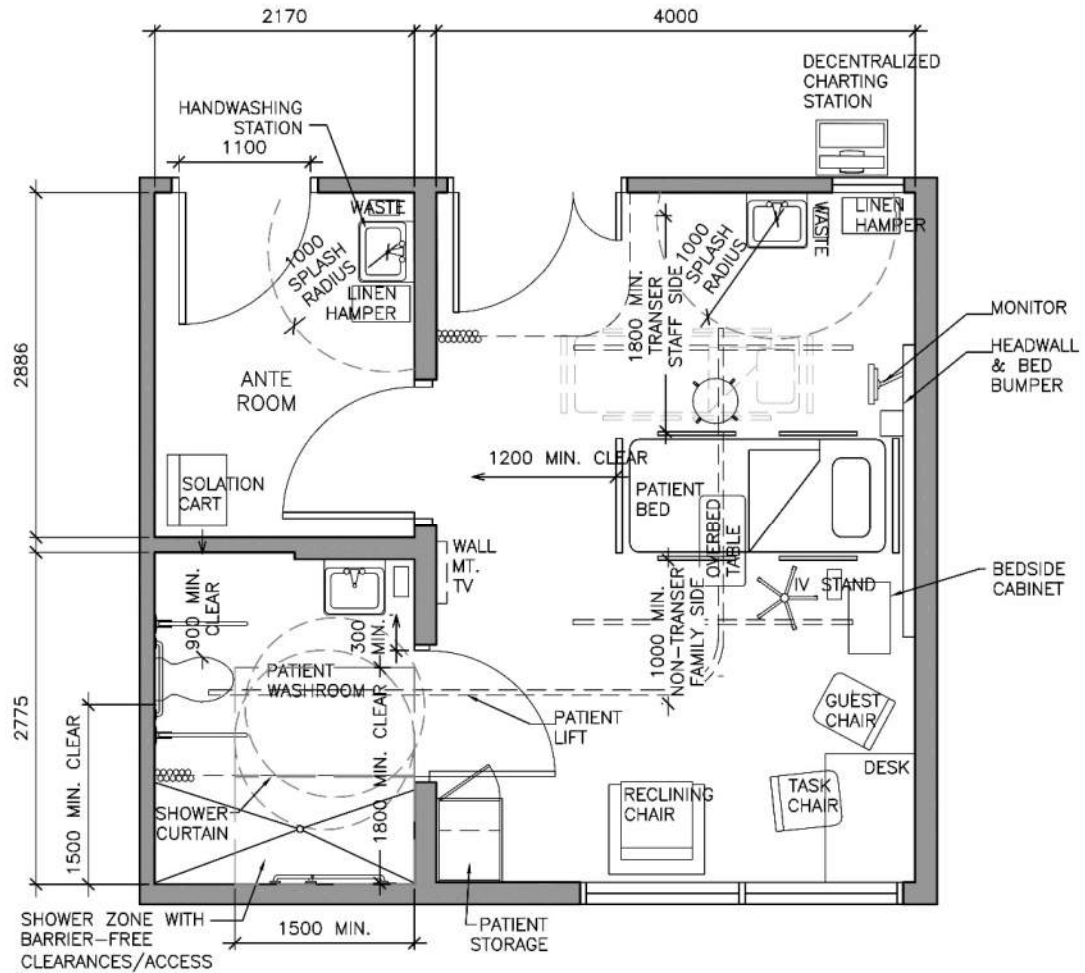 2170
4000
DECENTRALIZED
CHARTING
STATION
HANDWASHING
STATION
1100
WASTE
1000
SPLASH
RADIUS
LINEN
HAMPER
2886
ANTE
ROOM
SOLATION
CART
1800 MIN.
TRANSER
STAFF SIDE
1000
SPLASH
RADIUS
WASTE
LINEN
HAMPER
MONITOR
HEADWALL
& BED
BUMPER
1200 MIN. CLEAR
PATIENT
BED
OVERBED
TABLE
WALL
MT.
TV
IV STAND
BEDSIDE
CABINET
1000 MIN.
NON-TRANSER
FAMILY SIDE
900 MIN.
CLEAR
300
MIN.
PATIENT
WASHROOM
2775
1500 MIN. CLEAR
1800 MIN. CLEAR
PATIENT
LIFT
GUEST
CHAIR
DESK
TASK
CHAIR
RECLINING
CHAIR
SHOWER
CURTAIN
SHOWER ZONE WITH
BARRIER-FREE
CLEARANCES/ACCESS
1500 MIN.
PATIENT
STORAGE